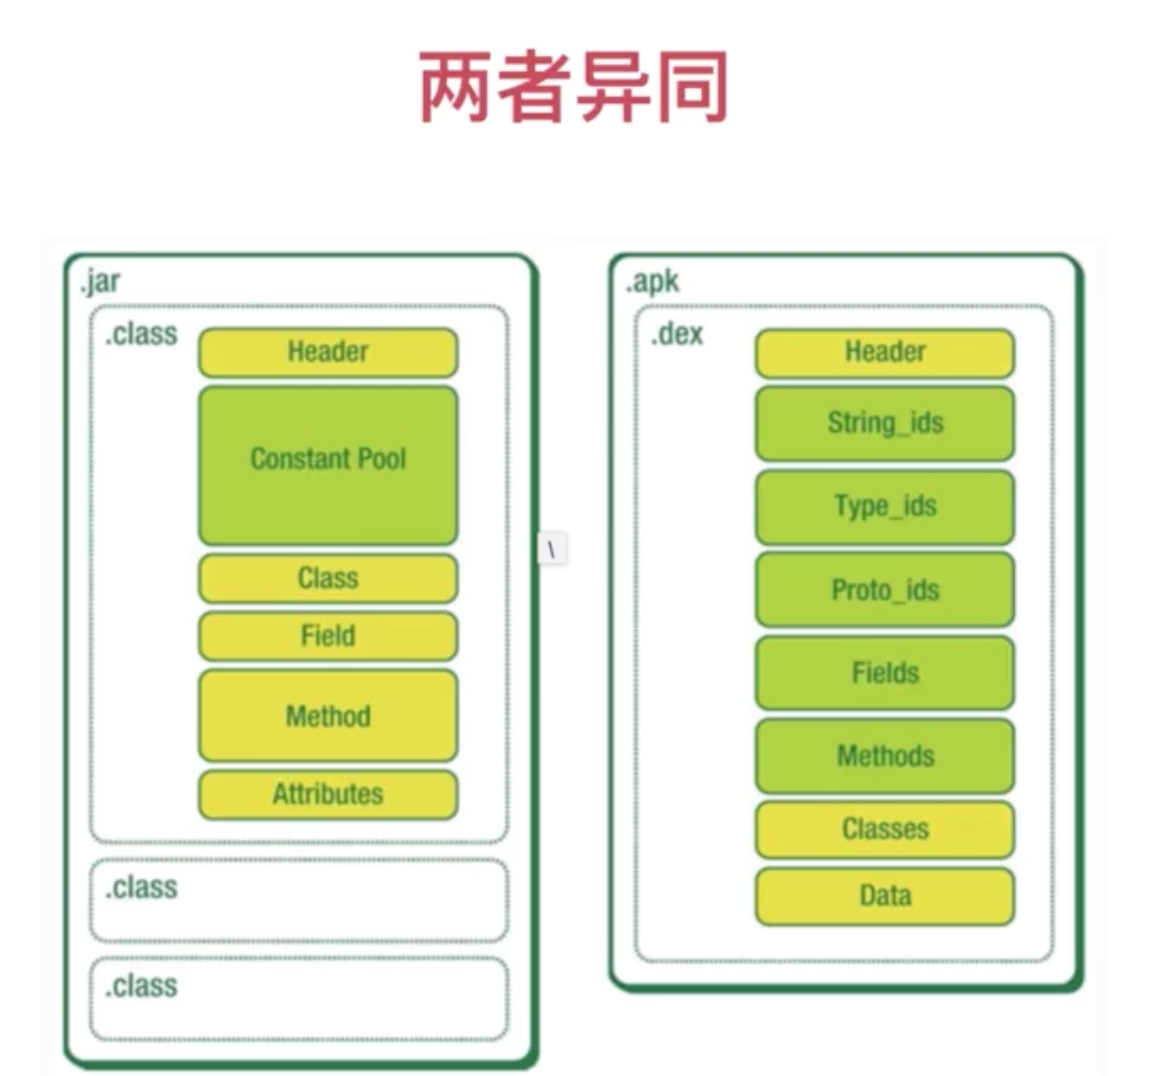 两者异同
.jar
.class
Header
Constant Pool
Class
Field
Method
Attributes
.class
.class
\
.apk
.dex
Header
String_ids
Type_ids
Proto_ids
Fields
Methods
Classes
Data